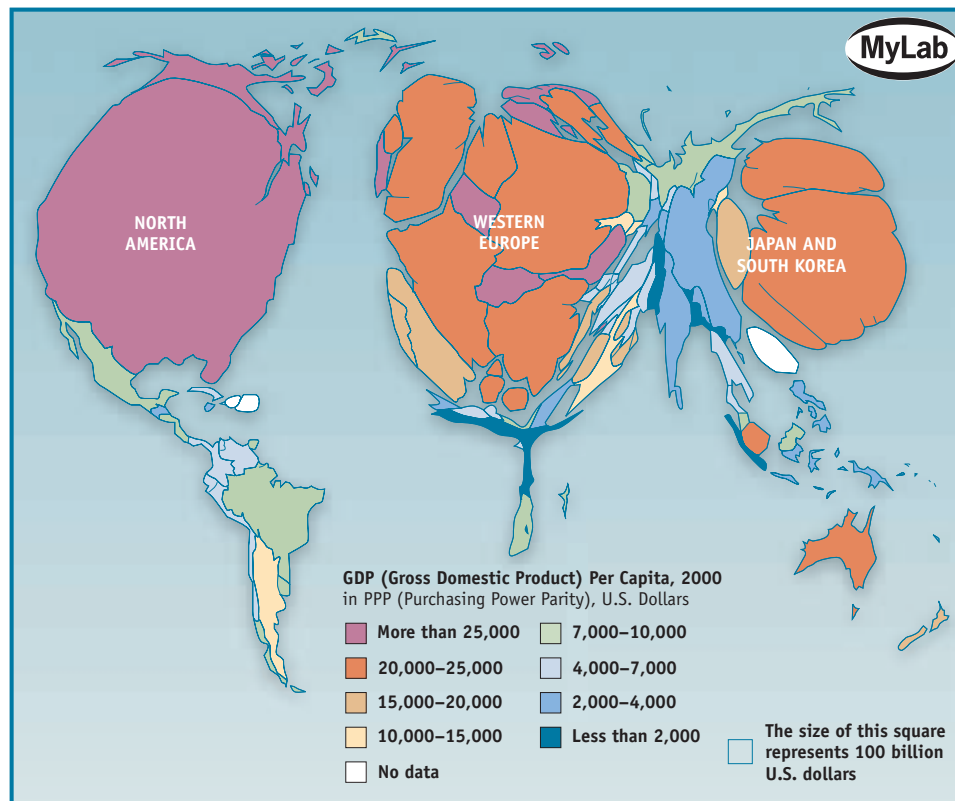 MyLab
NORTH
AMERICA
WESTERN
EUROPE
JAPAN AND
SOUTH KOREA
GDP (Gross Domestic Product) Per Capita, 2000
in PPP (Purchasing Power Parity), U.S. Dollars
More than 25,000
20,000–25,000
15,000–20,000
10,000–15,000
No data
7,000–10,000
4,000–7,000
2,000–4,000
Less than 2,000
The size of this square
represents 100 billion
U.S. dollars